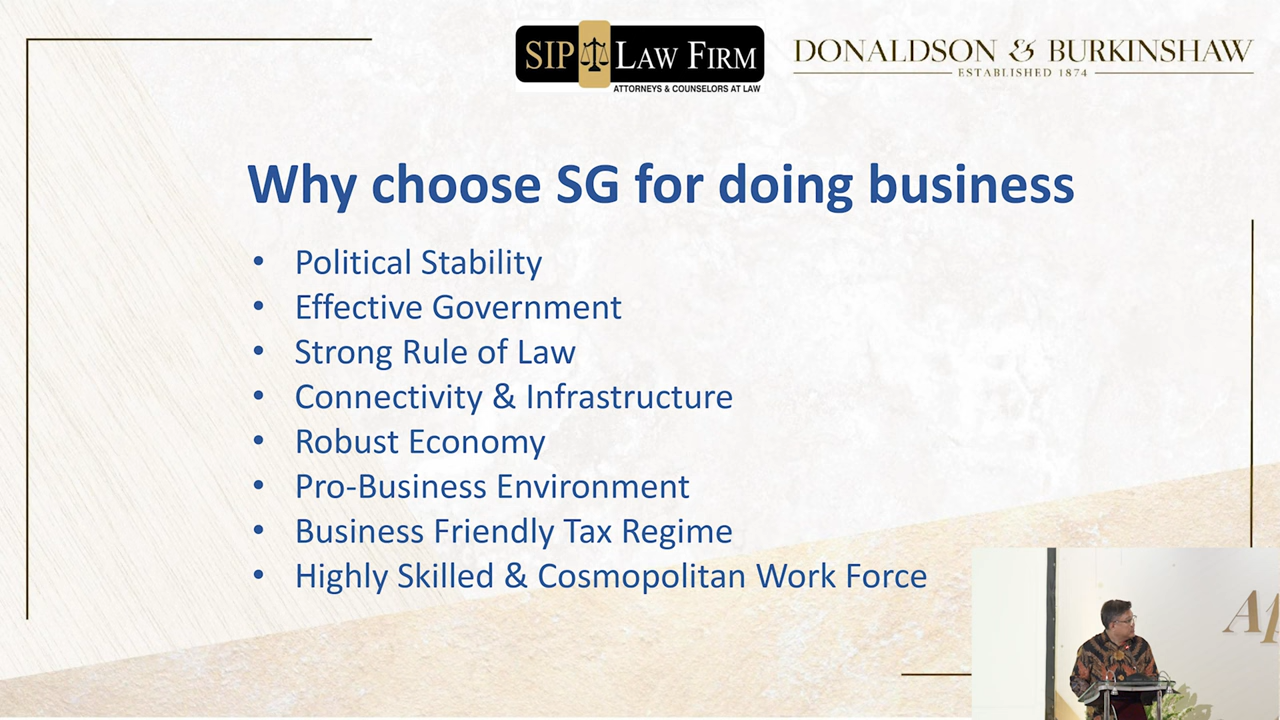 SIP LAW FIRM
ATTORNEYS & COUNSELORS AT LAW
DONALDSON & BURKINSHAW
ESTABLISHED 1874
Why choose SG for doing business
• Political Stability
• Effective Government
• Strong Rule of Law
• Connectivity & Infrastructure
• Robust Economy
• Pro-Business Environment
• Business Friendly Tax Regime
• Highly Skilled & Cosmopolitan Work Force